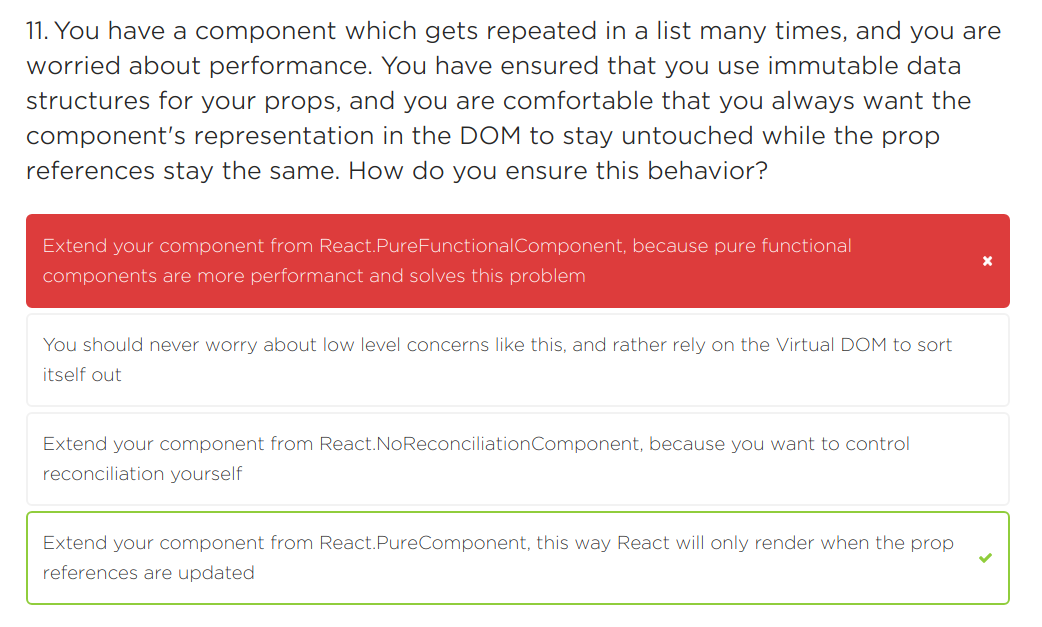 11. You have a component which gets repeated in a list many times, and you are
worried about performance. You have ensured that you use immutable data
structures for your props, and you are comfortable that you always want the
component's representation in the DOM to stay untouched while the prop
references stay the same. How do you ensure this behavior?
Extend your component from React.PureFunctionalComponent, because pure functional
components are more performanct and solves this problem
You should never worry about low level concerns like this, and rather rely on the Virtual DOM to sort
itself out
Extend your component from React.NoReconciliationComponent, because you want to control
reconciliation yourself
Extend your component from React.PureComponent, this way React will only render when the prop
references are updated